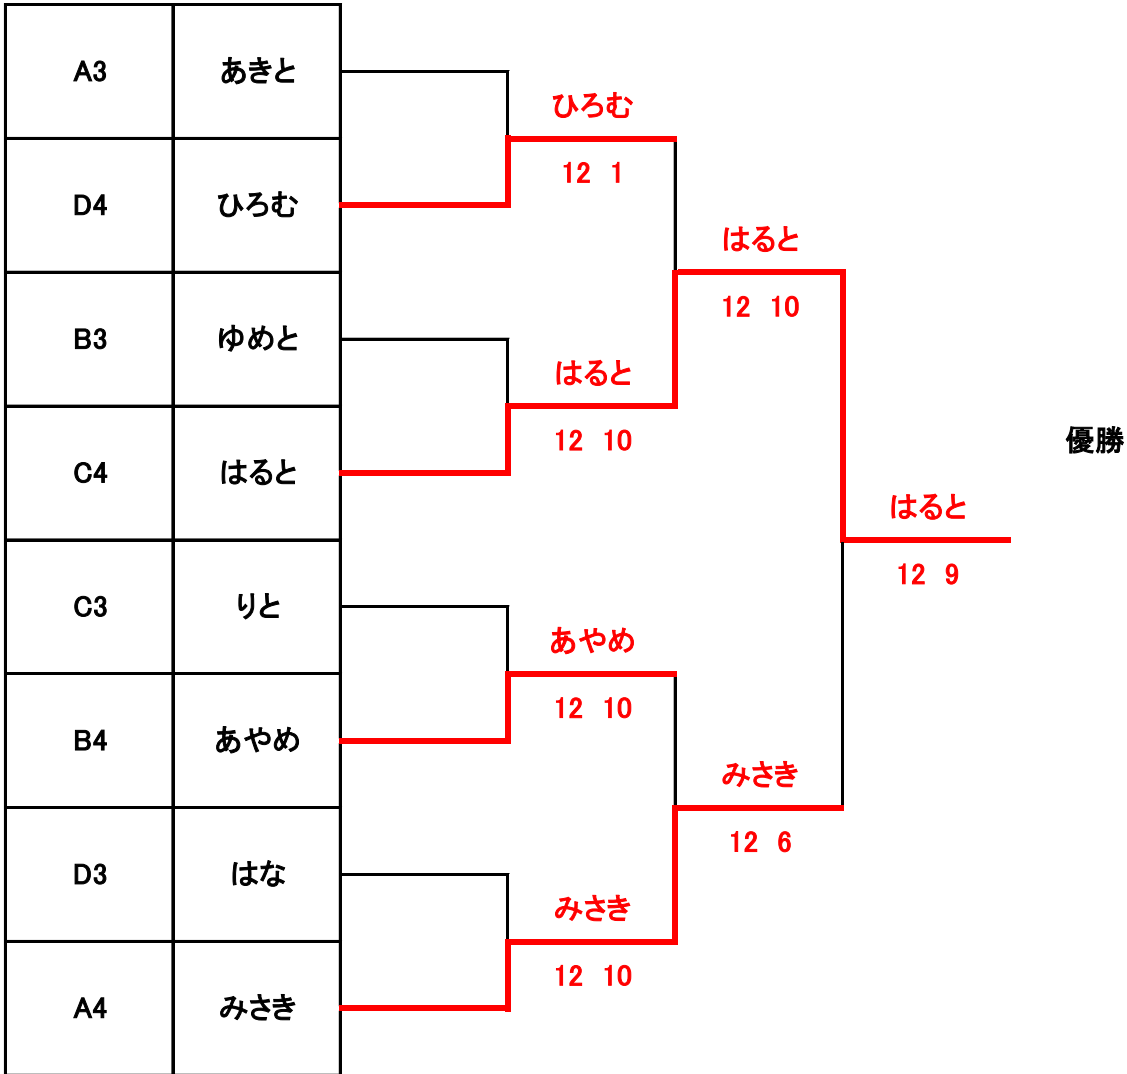 A3 あきと
ひろむ
12 1
D4 ひろむ
はると
12 10
B3 ゆめと
はると
12 10
優勝
C4 はると
はると
12 9
C3 りと
あやめ
12 10
B4 あやめ
みさき
12 6
D3 はな
みさき
12 10
A4 みさき